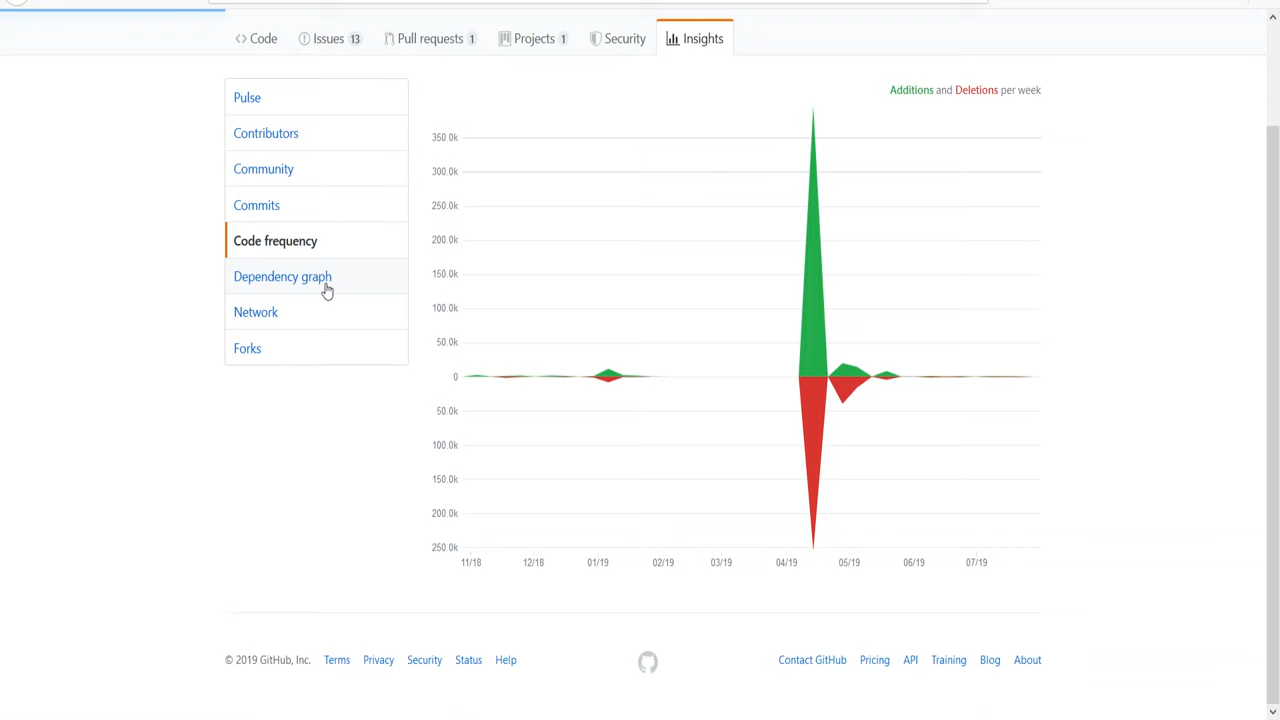 Code Issues 13 Pull requests 1 Projects 1 Security Insights
Pulse
Contributors
Community
Commits
Code frequency
Dependency graph
Network
Forks
Additions and Deletions per week
350.0k
300.0k
250.0k
200.0k
150.0k
100.0k
50.0k
0
50.0k
100.0k
150.0k
200.0k
250.0k
11/18 12/18 01/19 02/19 03/19 04/19 05/19 06/19 07/19
© 2019 GitHub, Inc. Terms Privacy Security Status Help Contact GitHub Pricing API Training Blog About